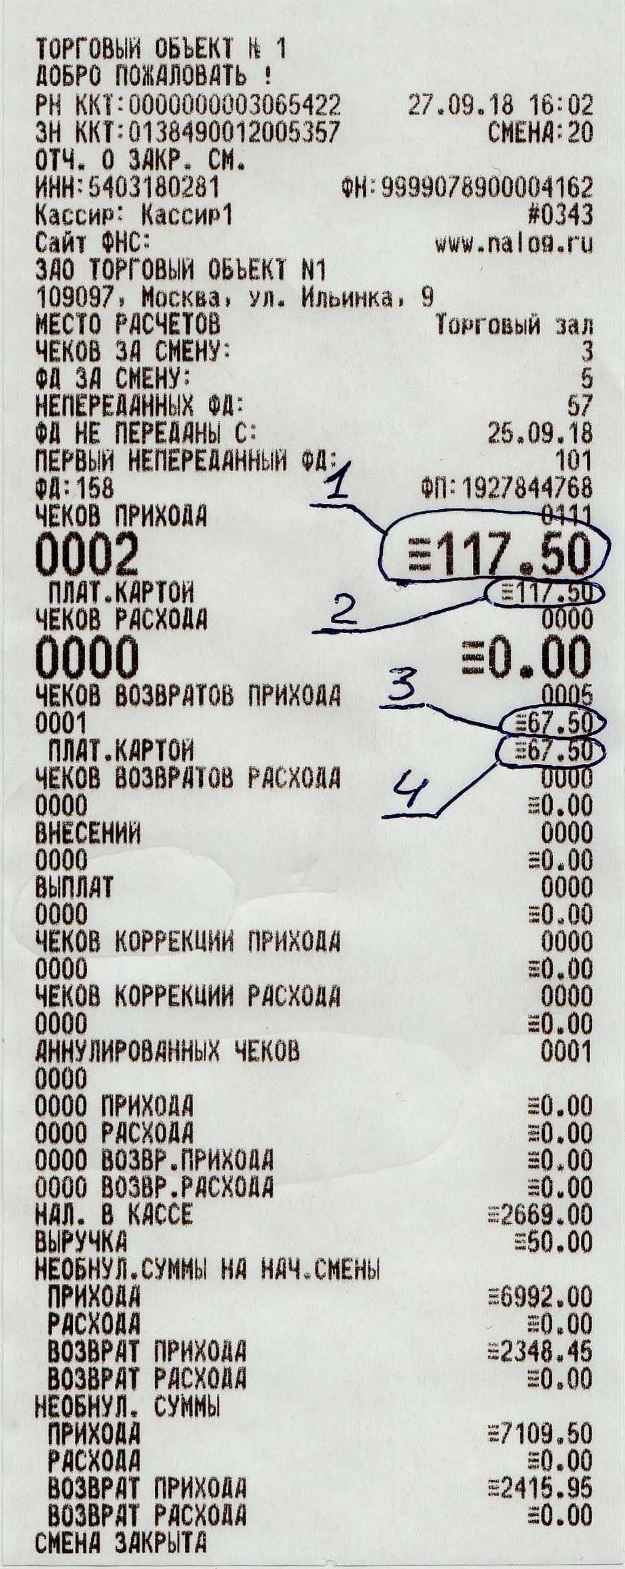 ТОРГОВЫЙ ОБЪЕКТ № 1
ДОБРО ПОЖАЛОВАТЬ !
РН ККТ:0000000003065422 27.09.18 16:02
ЗН ККТ:0138490012005357 СМЕНА:20
ОТЧ. О ЗАКР. СМ.
ИНН:5403180281 ФН:9999078900004162
Кассир: Кассир1 #0343
Сайт ФНС: www.nalog.ru
ЗАО ТОРГОВЫЙ ОБЪЕКТ N1
109097, Москва, ул. Ильинка, 9
МЕСТО РАСЧЕТОВ Торговый зал
ЧЕКОВ ЗА СМЕНУ: 3
ФД ЗА СМЕНУ: 5
НЕПЕРЕДАННЫХ ФД: 57
ФД НЕ ПЕРЕДАНЫ С: 25.09.18
ПЕРВЫЙ НЕПЕРЕДАННЫЙ ФД: 101
ФД:158 ФП:1927844768
1
ЧЕКОВ ПРИХОДА 0111
0002 ≡117.50
ПЛАТ.КАРТОЙ ≡117.50
2
ЧЕКОВ РАСХОДА 0000
0000 ≡0.00
ЧЕКОВ ВОЗВРАТОВ ПРИХОДА 0005
3
0001 ≡67.50
ПЛАТ.КАРТОЙ ≡67.50
ЧЕКОВ ВОЗВРАТОВ РАСХОДА 0000
4
0000 ≡0.00
ВНЕСЕНИЙ 0000
0000 ≡0.00
ВЫПЛАТ 0000
0000 ≡0.00
ЧЕКОВ КОРРЕКЦИИ ПРИХОДА 0000
0000 ≡0.00
ЧЕКОВ КОРРЕКЦИИ РАСХОДА 0000
0000 ≡0.00
АННУЛИРОВАННЫХ ЧЕКОВ 0001
0000
0000 ПРИХОДА ≡0.00
0000 РАСХОДА ≡0.00
0000 ВОЗВР.ПРИХОДА ≡0.00
0000 ВОЗВР.РАСХОДА ≡0.00
НАЛ. В КАССЕ ≡2669.00
ВЫРУЧКА ≡50.00
НЕОБНУЛ.СУММЫ НА НАЧ.СМЕНЫ
ПРИХОДА ≡6992.00
РАСХОДА ≡0.00
ВОЗВРАТ ПРИХОДА ≡2348.45
ВОЗВРАТ РАСХОДА ≡0.00
НЕОБНУЛ. СУММЫ
ПРИХОДА ≡7109.50
РАСХОДА ≡0.00
ВОЗВРАТ ПРИХОДА ≡2415.95
ВОЗВРАТ РАСХОДА ≡0.00
СМЕНА ЗАКРЫТА